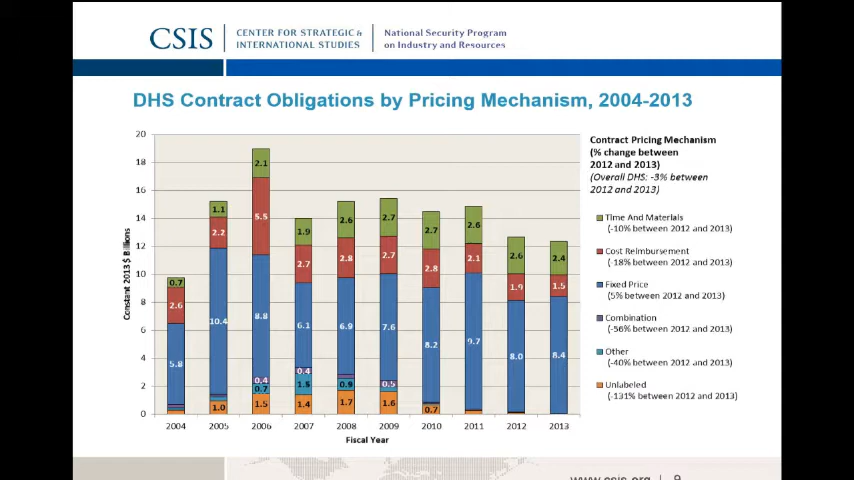 CSIS
CENTER FOR STRATEGIC &
INTERNATIONAL STUDIES
National Security Program
on Industry and Resources
DHS Contract Obligations by Pricing Mechanism, 2004-2013
Constant 2013 $ Billions
20
18
16
14
12
10
8
6
4
2
0
0.7
2.6
5.8
1.1
2.2
10.4
1.0
2.1
5.5
8.8
0.4
0.7
1.5
1.9
2.7
6.1
0.4
1.5
1.4
2.6
2.8
6.9
0.9
1.7
2.7
2.7
7.6
0.5
1.6
2.7
2.8
8.2
0.7
2.6
2.1
9.7
2.6
1.9
8.0
2.4
1.5
8.4
2004 2005 2006 2007 2008 2009 2010 2011 2012 2013
Fiscal Year
Contract Pricing Mechanism
(% change between
2012 and 2013)
(Overall DHS: -3% between
2012 and 2013)
Time And Materials
(-10% between 2012 and 2013)
Cost Reimbursement
(-18% between 2012 and 2013)
Fixed Price
(5% between 2012 and 2013)
Combination
(-56% between 2012 and 2013)
Other
(-40% between 2012 and 2013)
Unlabeled
(-131% between 2012 and 2013)
www.csis.org | 9